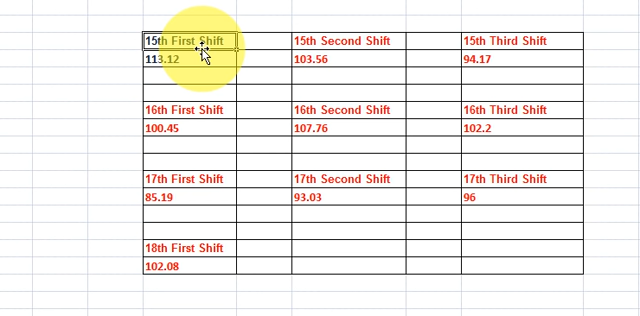 15th First Shift 15th Second Shift 15th Third Shift
113.12 103.56 94.17
16th First Shift 16th Second Shift 16th Third Shift
100.45 107.76 102.2
17th First Shift 17th Second Shift 17th Third Shift
85.19 93.03 96
18th First Shift
102.08